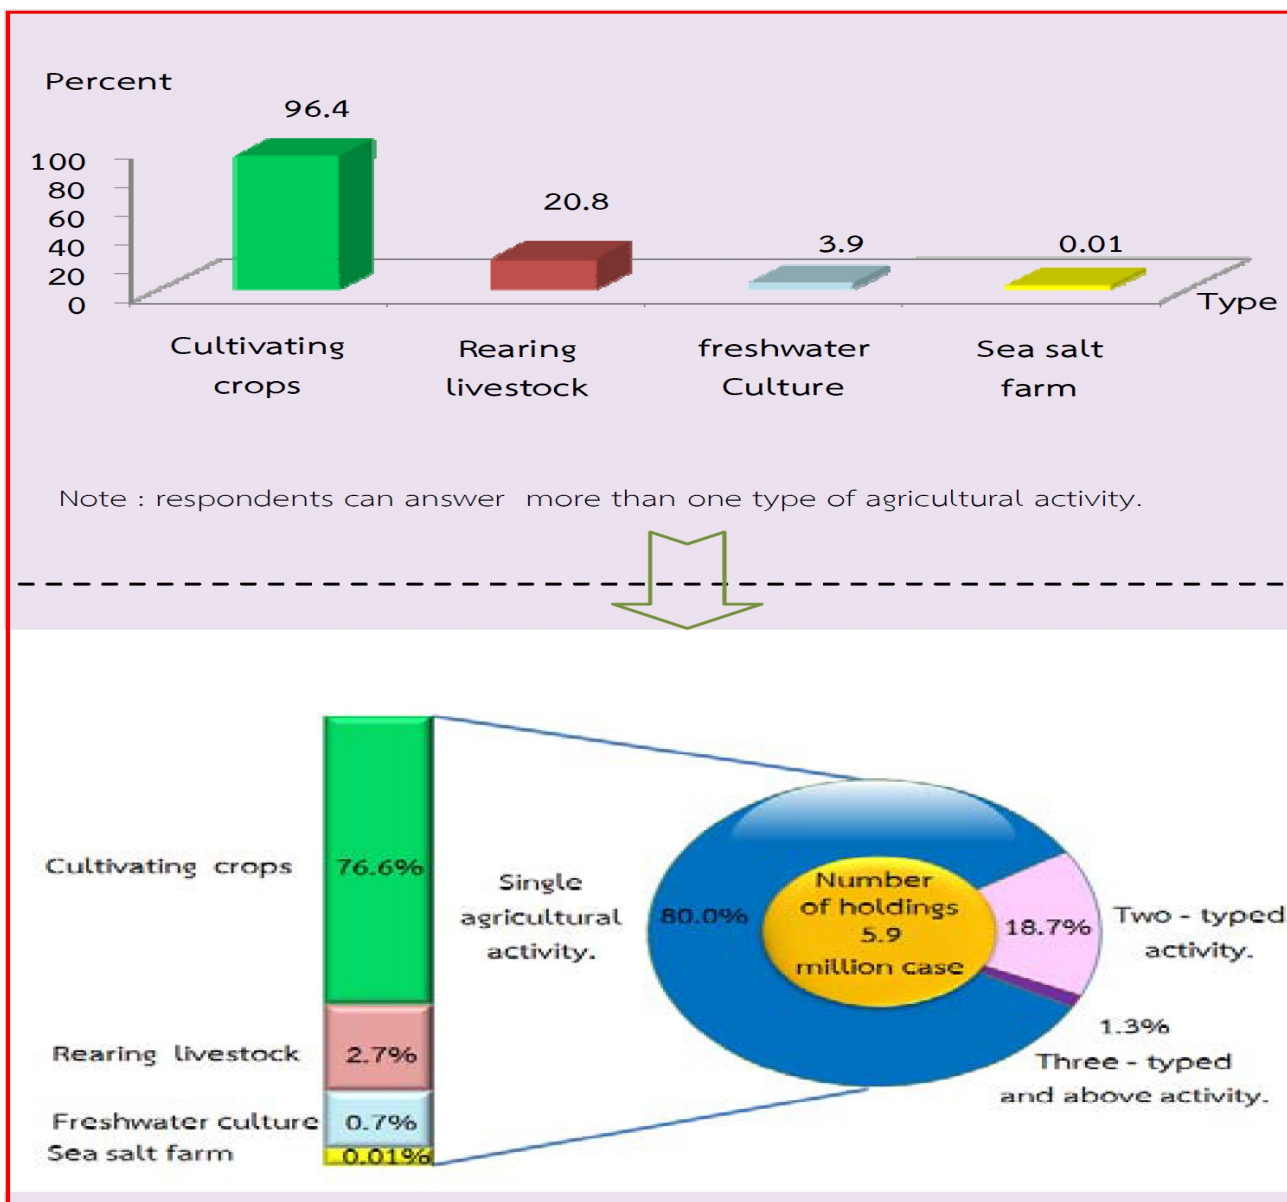 Percent
96.4
100
80
60
40
20
0
20.8
3.9
0.01
Type
Cultivating
crops
Rearing
livestock
freshwater
Culture
Sea salt
farm
Note : respondents can answer more than one type of agricultural activity.
Cultivating crops
76.6%
Rearing livestock
2.7%
Freshwater culture
0.7%
Sea salt farm
0.01%
Single
agricultural
activity.
80.0%
Number
of holdings
5.9
million case
18.7%
Two - typed
activity.
1.3%
Three - typed
and above activity.